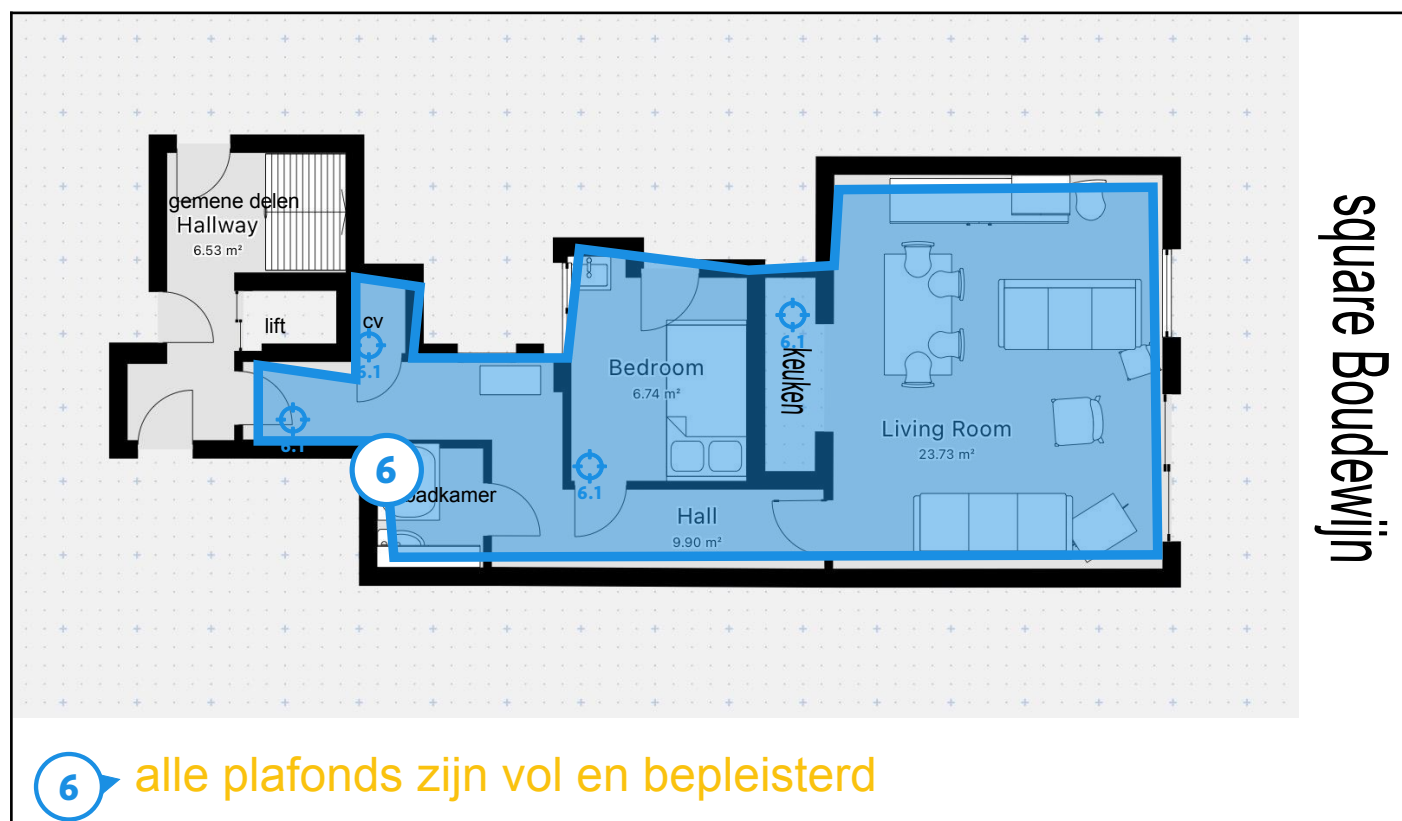 gemene delen
Hallway
6.53 m²
lift
cv
6.1
6.1
6.1
keuken
Bedroom
6.74 m²
6.1
Living Room
23.73 m²
6
badkamer
Hall
9.90 m²
square Boudewijn
6 alle plafonds zijn vol en bepleisterd